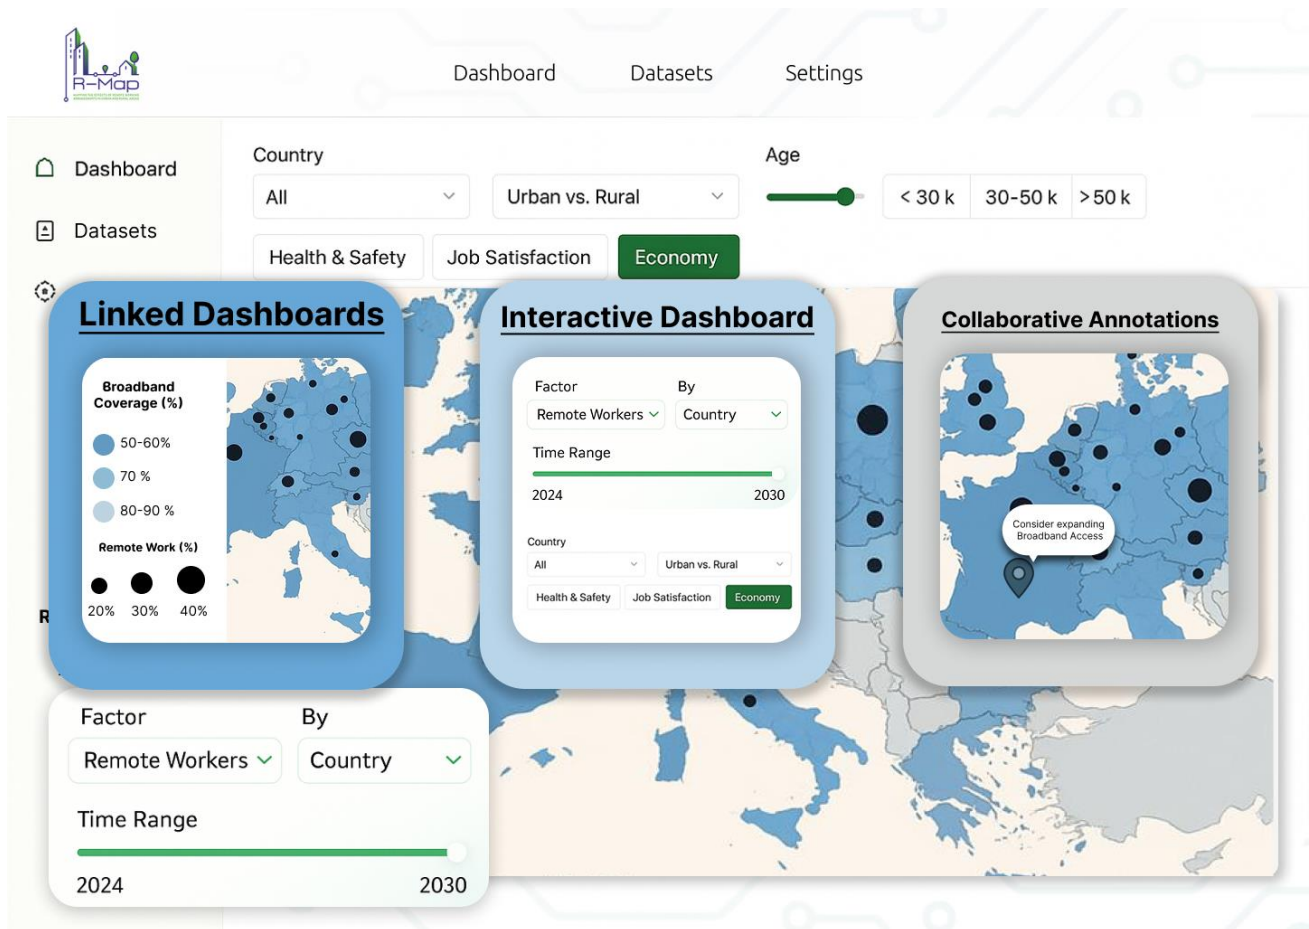 R-Map
Dashboard
Datasets
Settings
Dashboard
Datasets
Country
Age
All
Urban vs. Rural
< 30 k
30-50 k
>50 k
Health & Safety
Job Satisfaction
Economy
Linked Dashboards
Broadband
Coverage (%)
50-60%
70 %
80-90 %
Remote Work (%)
20%
30%
40%
Interactive Dashboard
Factor
By
Remote Workers
Country
Time Range
2024
2030
Country
All
Urban vs. Rural
Health & Safety
Job Satisfaction
Economy
Collaborative Annotations
Consider expanding
Broadband Access
R
Factor
By
Remote Workers
Country
Time Range
2024
2030